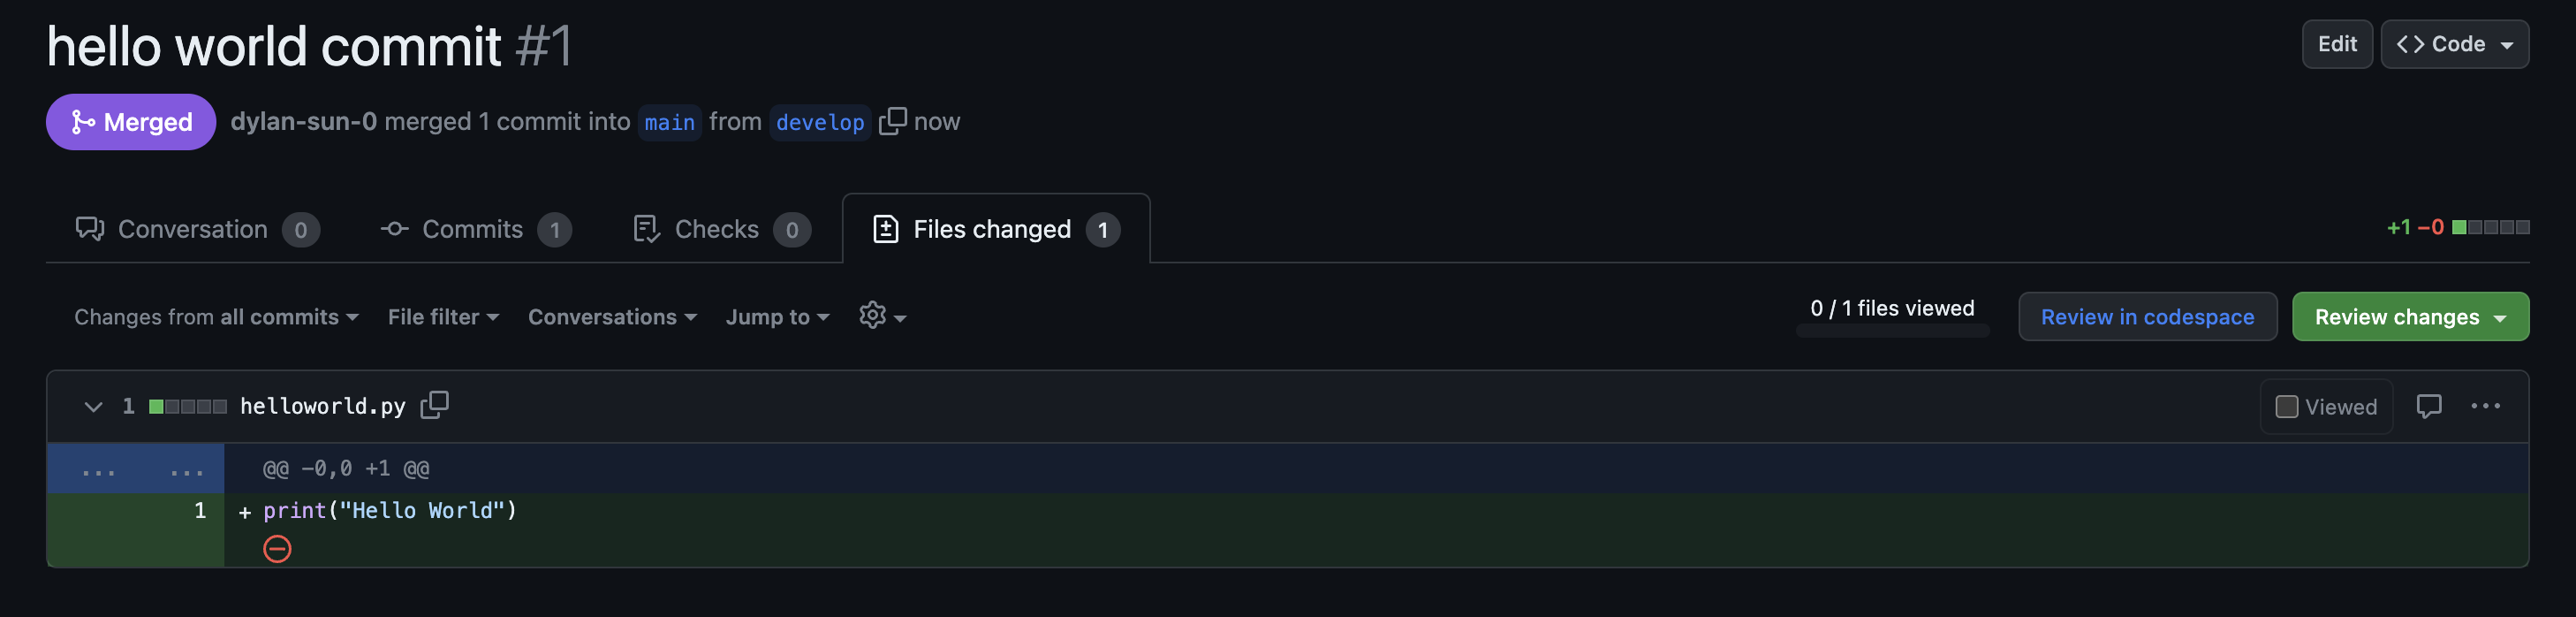 hello world commit #1
Edit
<> Code
Merged
dylan-sun-0 merged 1 commit into main from develop now
Conversation 0
Commits 1
Checks 0
Files changed 1
+1 −0
Changes from all commits
File filter
Conversations
Jump to
0 / 1 files viewed
Review in codespace
Review changes
1 helloworld.py
Viewed
...
... ... @@ -0,0 +1 @@
1 + print("Hello World")